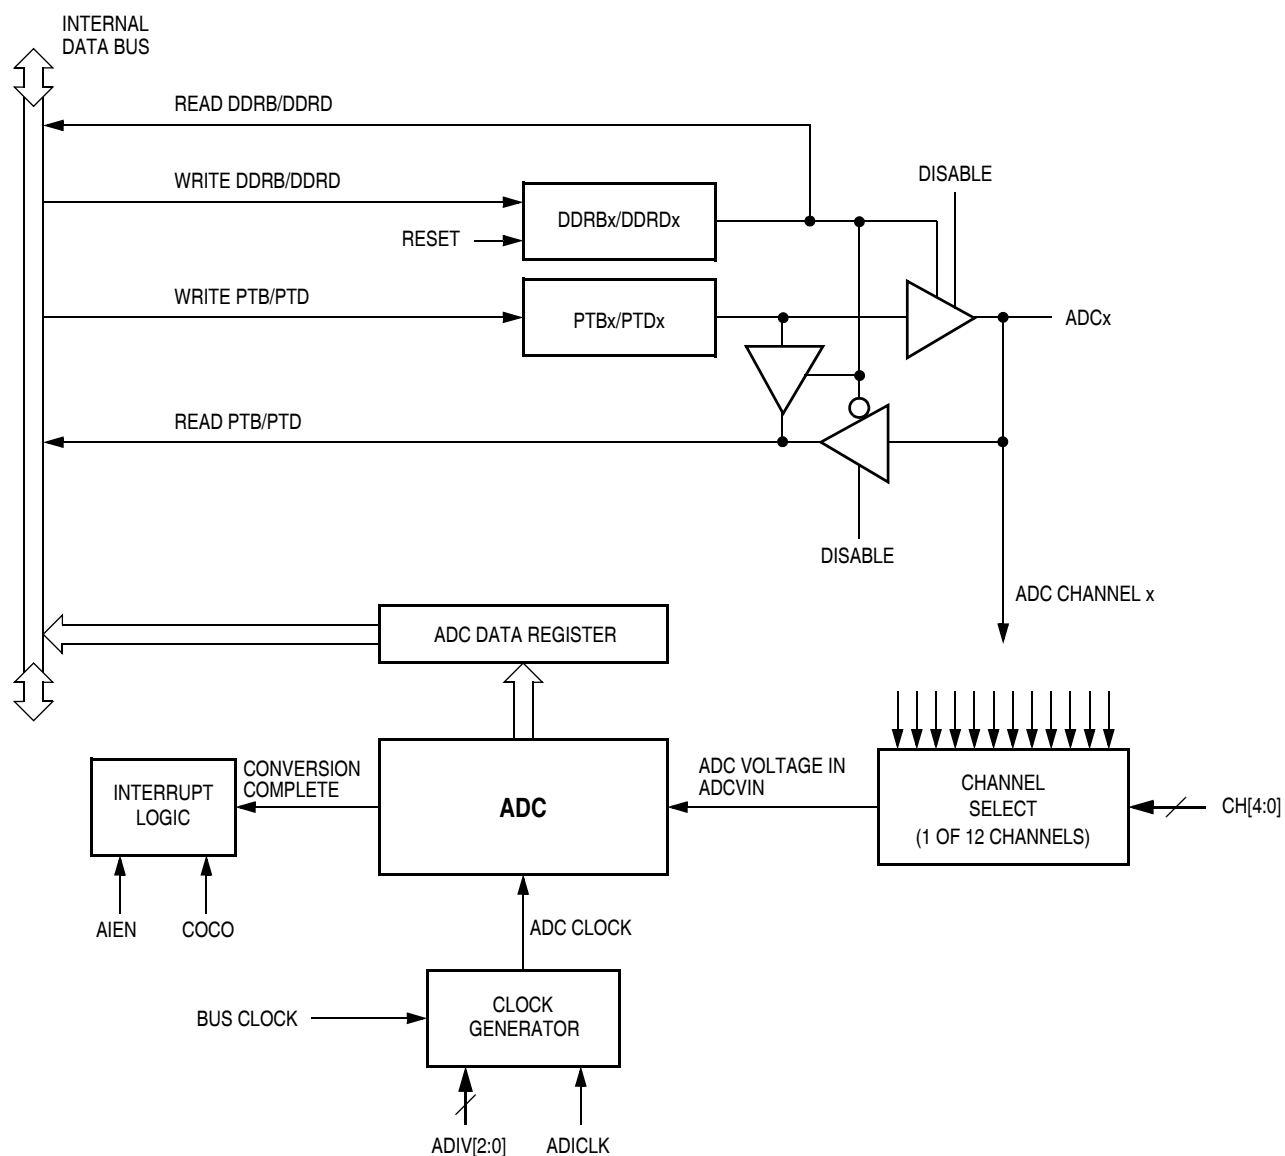 INTERNAL
DATA BUS
READ DDRB/DDRD
WRITE DDRB/DDRD
DISABLE
DDRBx/DDRDx
RESET
WRITE PTB/PTD
PTBx/PTDx
ADCx
READ PTB/PTD
DISABLE
ADC CHANNEL x
ADC DATA REGISTER
INTERRUPT
LOGIC
CONVERSION
COMPLETE
ADC
ADC VOLTAGE IN
ADCVIN
CHANNEL
SELECT
(1 OF 12 CHANNELS)
CH[4:0]
AIEN
COCO
ADC CLOCK
BUS CLOCK
CLOCK
GENERATOR
ADIV[2:0]
ADICLK